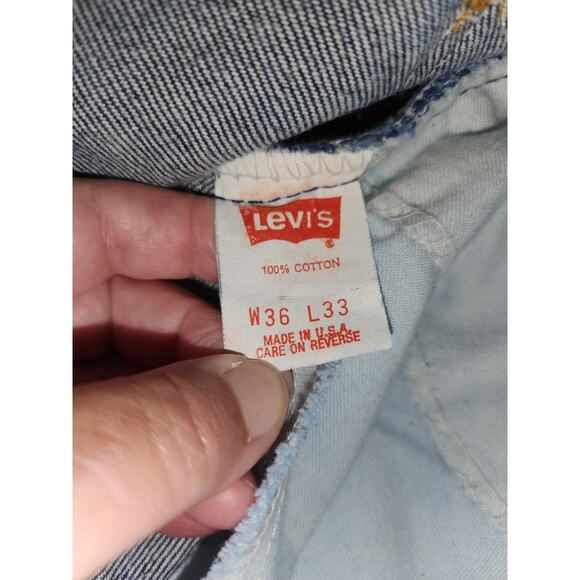 Levi's
100% COTTON
W36 L33
MADE IN U.S.A.
CARE ON REVERSE